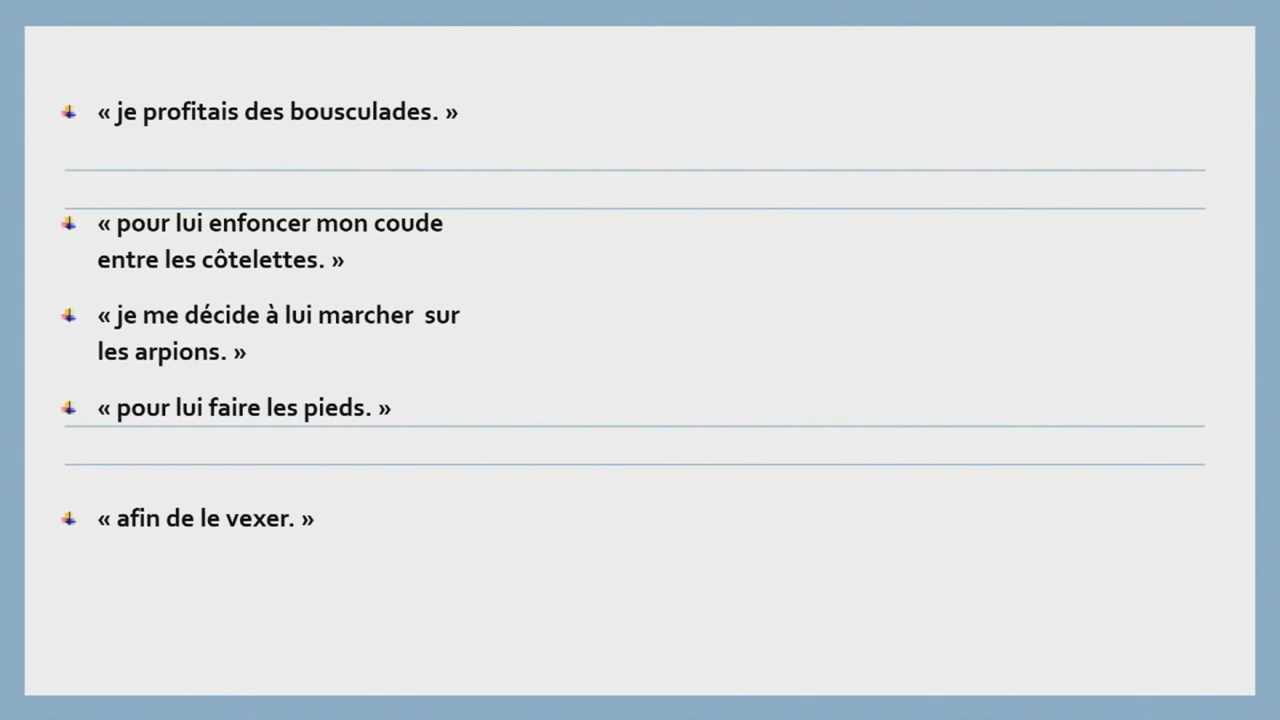 « je profitais des bousculades. »
« pour lui enfoncer mon coude
entre les côtelettes. »
« je me décide à lui marcher  sur
les arpions. »
« pour lui faire les pieds. »
« afin de le vexer. »